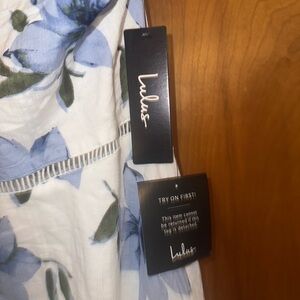 Lulus
TRY ON FIRST!
This item cannot
be returned if this
tag is detached.
Lulus